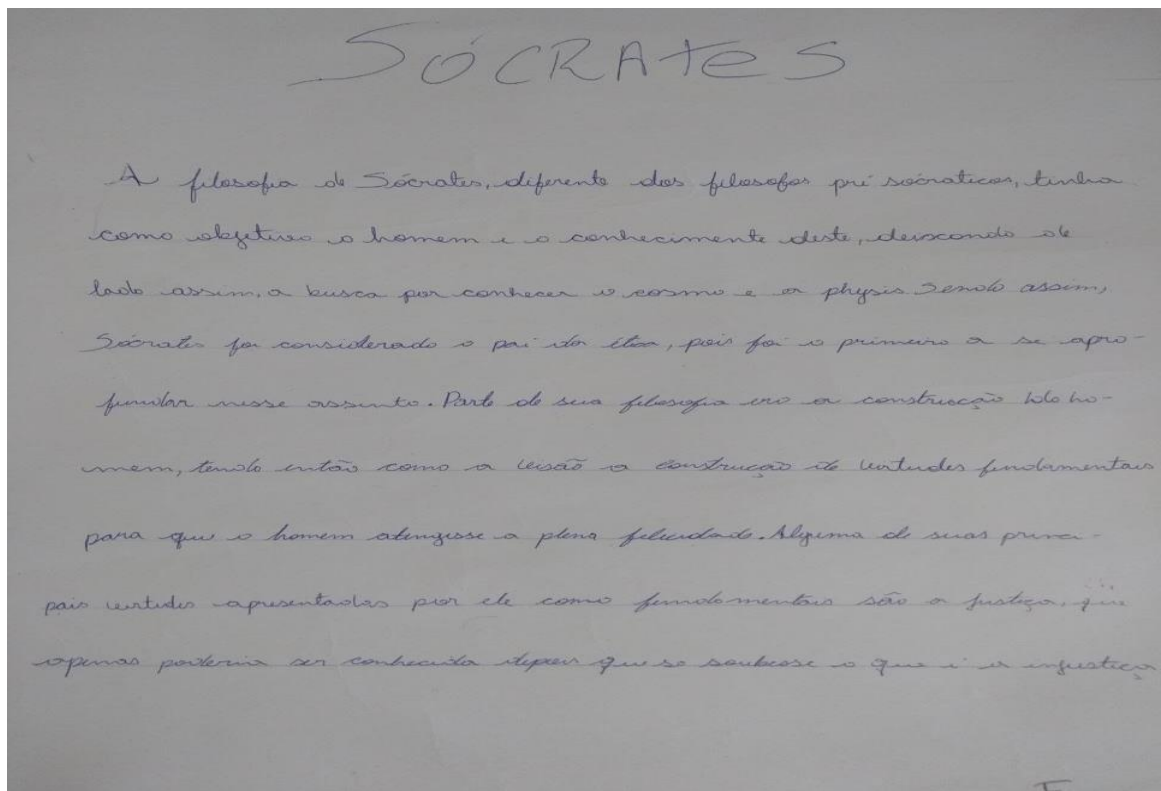 SÓCRAtes
A filosofia de Sócrates, diferente dos filosofos pré socraticos, tinha
como objetivo o homem e o conhecimento deste, deixando de
lado assim, a busca por conhecer o cosmo e a physis. Sendo assim,
Sócrates foi considerado o pai da ética, pois foi o primeiro a se apro-
fundar nesse assunto. Parte de sua filosofia era a construção do ho-
mem, tendo então como a visão a construção de virtudes fundamentais
para que o homem atingisse a plena felicidade. Alguma de suas princi-
pais virtudes apresentadas por ele como fundamentais são a justiça, que
apenas poderia ser conhecida depois que se soubesse o que é a injustiça